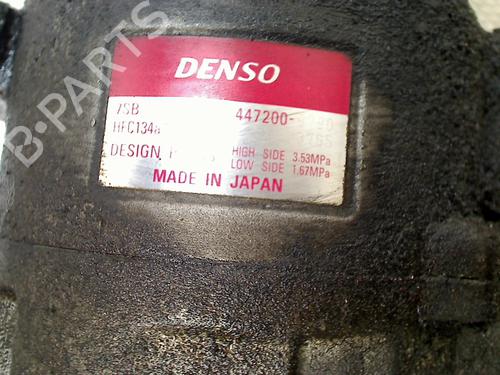 DENSO
7SB 447200-
HFC134a
DESIGN HIGH SIDE 3.53MPa
LOW SIDE 1.67MPa
MADE IN JAPAN
B-PARTS